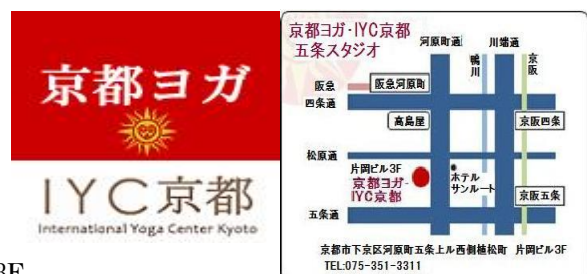 京都ヨガ
IYC京都
International Yoga Center Kyoto
3F
京都ヨガ・IYC京都
五条スタジオ
河原町通
川端通
鴨川
京阪
阪急
阪急河原町
四条通
高島屋
京阪四条
松原通
片岡ビル3F
京都ヨガ・
IYC京都
ホテル
サンルート
京阪五条
五条通
京都市下京区河原町五条上ル西側植松町 片岡ビル3F
TEL:075-351-3311